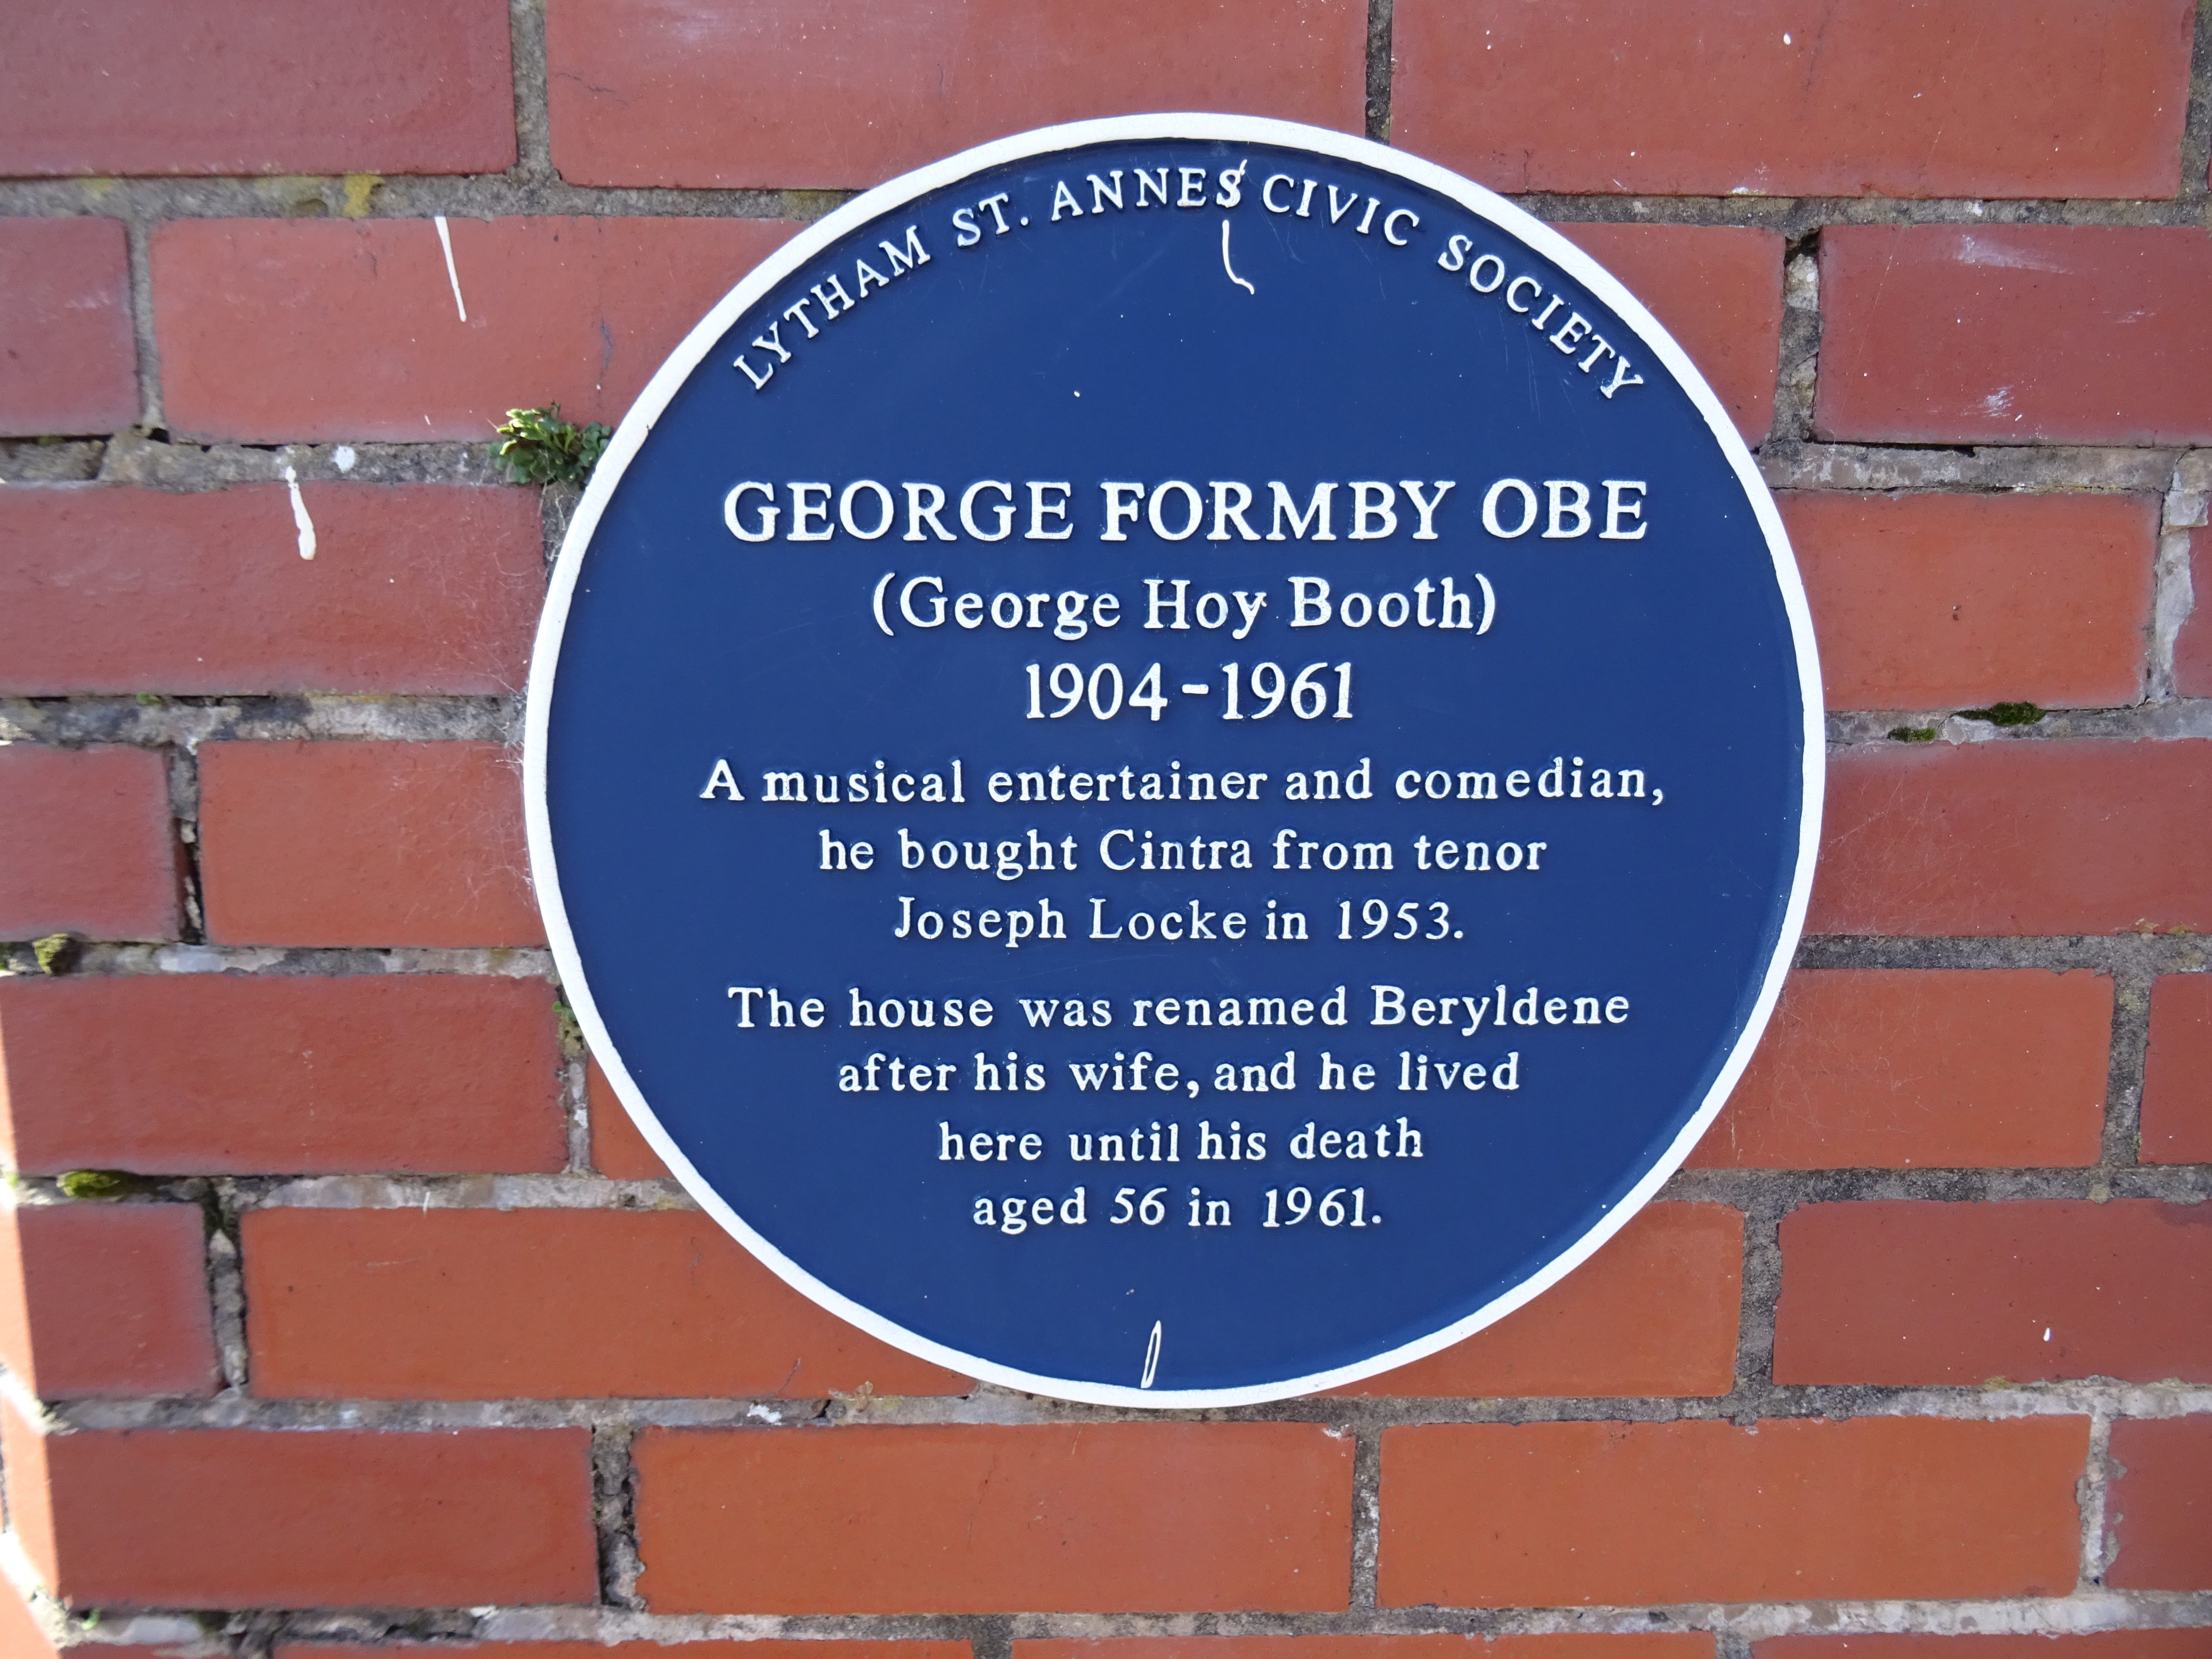 LYTHAM ST. ANNES CIVIC SOCIETY
GEORGE FORMBY OBE
(George Hoy Booth)
1904-1961
A musical entertainer and comedian,
he bought Cintra from tenor
Joseph Locke in 1953.
The house was renamed Beryldene
after his wife, and he lived
here until his death
aged 56 in 1961.